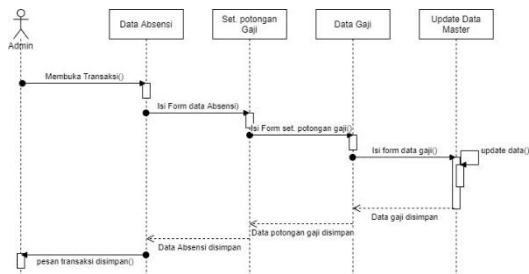 Data Absensi
Set. potongan
Gaji
Data Gaji
Update Data
Master
Admin
Membuka Transaksi()
Isi Form data Absensi)
Isi Form set. potongan gaji()
Isi form data gaji()
update data()
Data gaji disimpan
Data potongan gaji disimpan
Data Absensi disimpan
pesan transaksi disimpan()